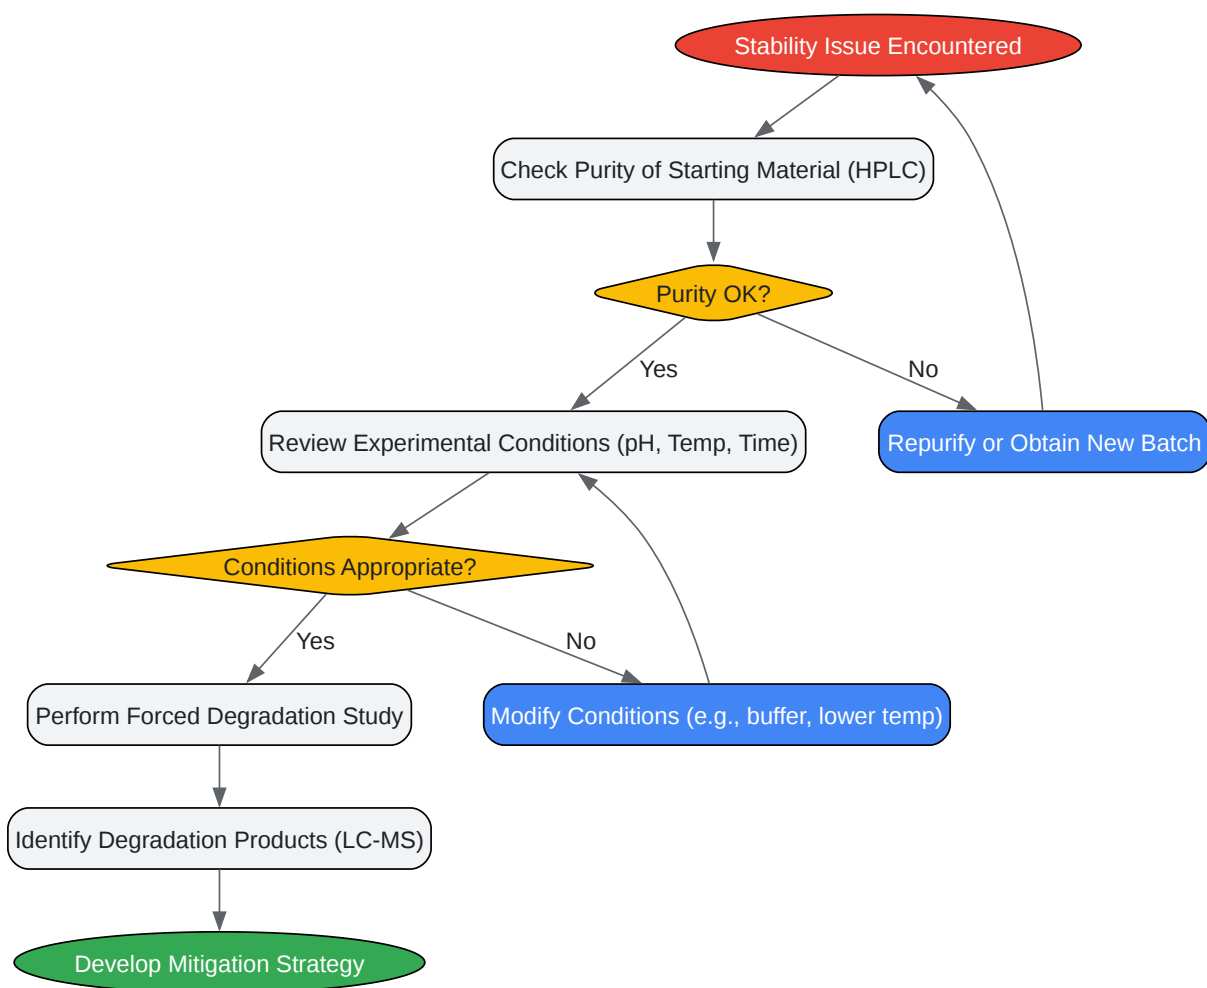 Stability Issue Encountered
Check Purity of Starting Material (HPLC)
Purity OK?
Yes
No
Review Experimental Conditions (pH, Temp, Time)
Repurify or Obtain New Batch
Conditions Appropriate?
Yes
No
Perform Forced Degradation Study
Modify Conditions (e.g., buffer, lower temp)
Identify Degradation Products (LC-MS)
Develop Mitigation Strategy